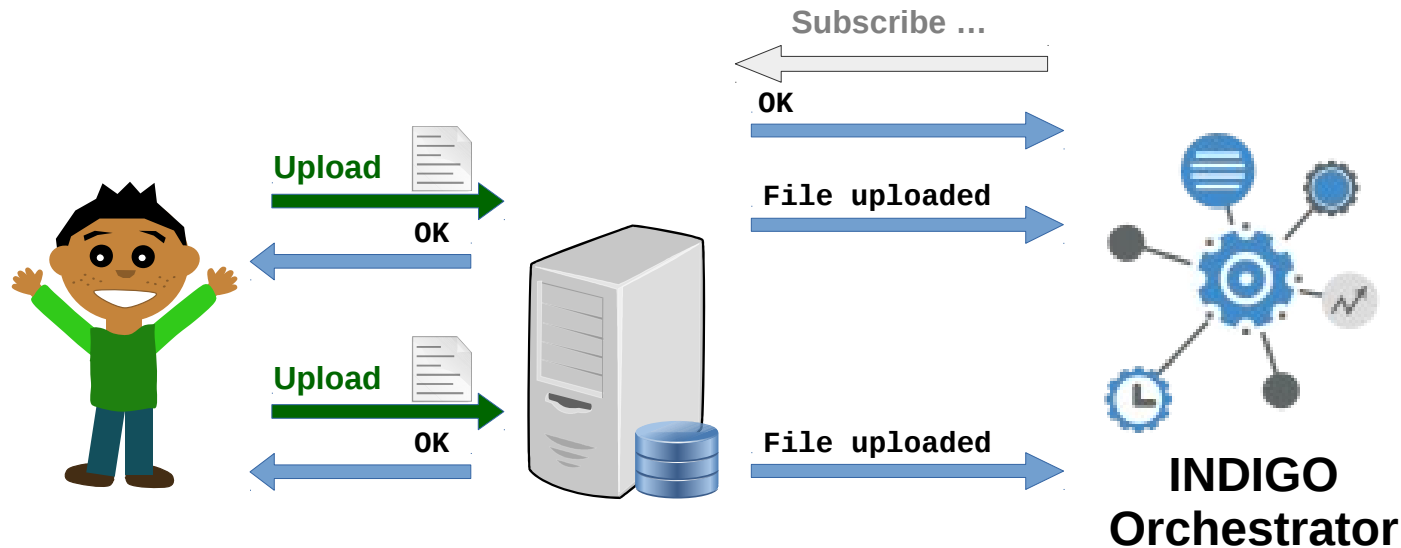 Subscribe …
OK
Upload
File uploaded
OK
Upload
OK
File uploaded
INDIGO
Orchestrator